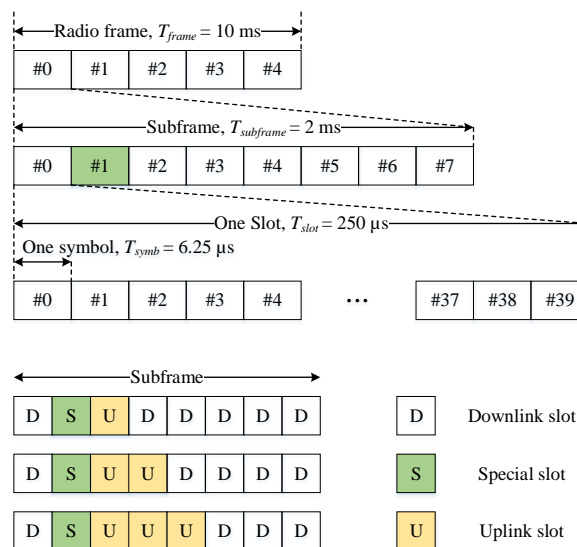 Radio frame, T_frame = 10 ms
#0 #1 #2 #3 #4
Subframe, T_subframe = 2 ms
#0 #1 #2 #3 #4 #5 #6 #7
One Slot, T_slot = 250 µs
One symbol, T_symb = 6.25 µs
#0 #1 #2 #3 #4 ... #37 #38 #39
Subframe
D S U D D D D D D Downlink slot
D S U U D D D D S Special slot
D S U U U D D D U Uplink slot